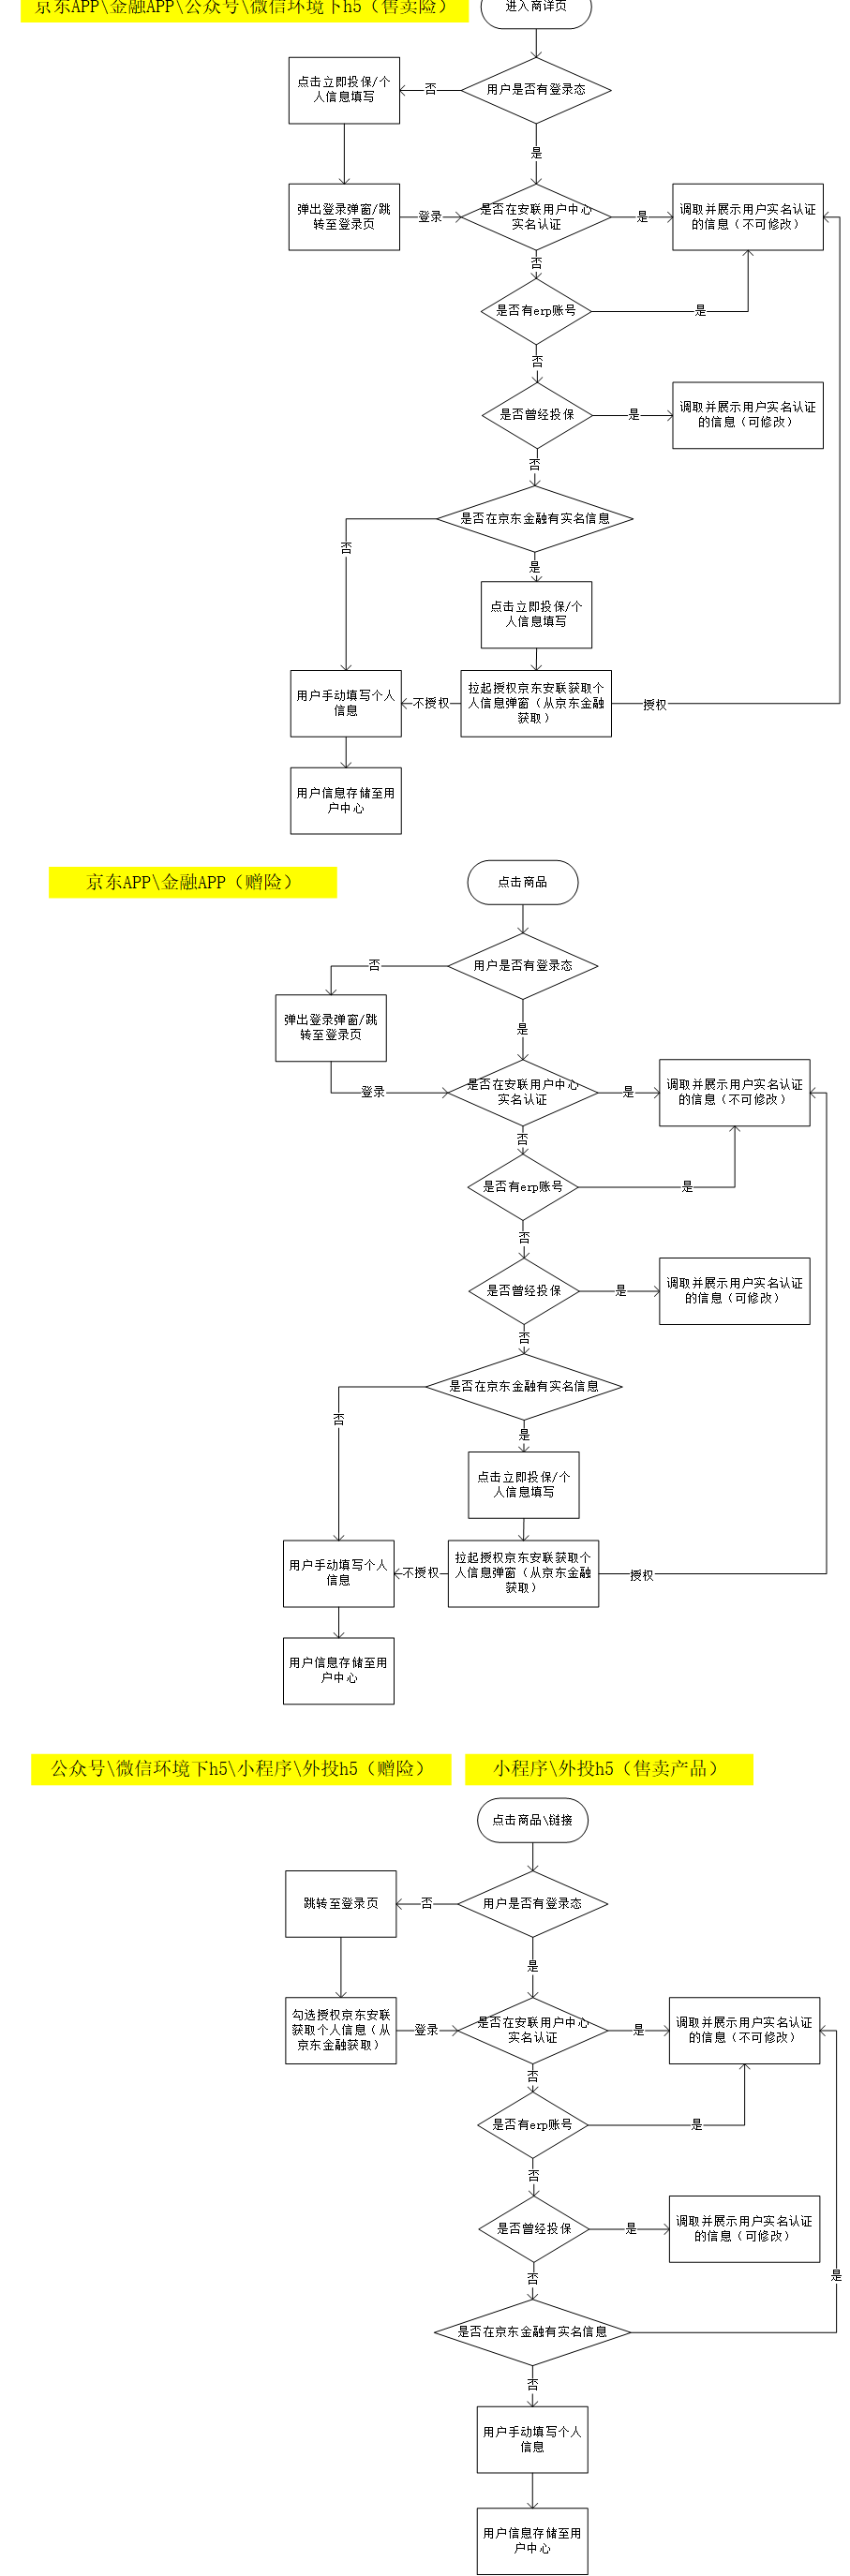 京东APP\金融APP\公众号\微信环境下h5（售卖险）
进入商详页
点击立即投保/个
人信息填写
否
用户是否有登录态
是
弹出登录弹窗/跳
转至登录页
登录
是否在安联用户中心
实名认证
是
调取并展示用户实名认证
的信息（不可修改）
否
是否有erp账号
是
否
是否曾经投保
是
调取并展示用户实名认证
的信息（可修改）
否
是否在京东金融有实名信息
否
是
点击立即投保/个
人信息填写
用户手动填写个人
信息
不授权
拉起授权京东安联获取个
人信息弹窗（从京东金融
获取）
授权
用户信息存储至用
户中心
京东APP\金融APP（赠险）
点击商品
否
用户是否有登录态
弹出登录弹窗/跳
转至登录页
是
登录
是否在安联用户中心
实名认证
是
调取并展示用户实名认证
的信息（不可修改）
否
是否有erp账号
是
否
是否曾经投保
是
调取并展示用户实名认证
的信息（可修改）
否
是否在京东金融有实名信息
否
是
点击立即投保/个
人信息填写
用户手动填写个人
信息
不授权
拉起授权京东安联获取个
人信息弹窗（从京东金融
获取）
授权
用户信息存储至用
户中心
公众号\微信环境下h5\小程序\外投h5（赠险）
小程序\外投h5（售卖产品）
点击商品\链接
跳转至登录页
否
用户是否有登录态
是
勾选授权京东安联
获取个人信息（从
京东金融获取）
登录
是否在安联用户中心
实名认证
是
调取并展示用户实名认证
的信息（不可修改）
否
是否有erp账号
是
否
是否曾经投保
是
调取并展示用户实名认证
的信息（可修改）
否
是
是否在京东金融有实名信息
否
用户手动填写个人
信息
用户信息存储至用
户中心